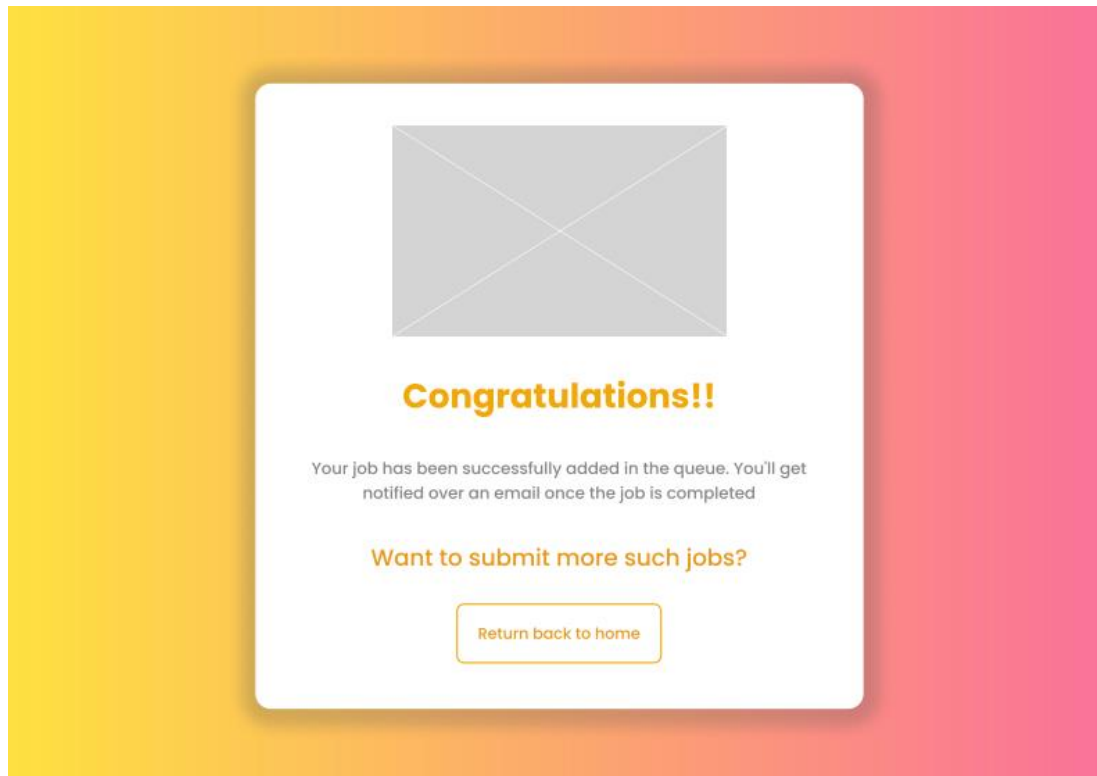 Congratulations!!
Your job has been successfully added in the queue. You'll get
notified over an email once the job is completed
Want to submit more such jobs?
Return back to home